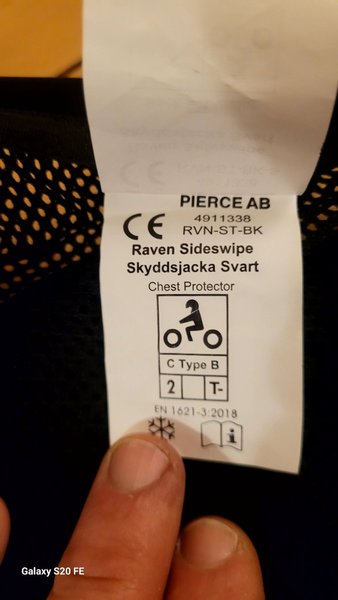 PIERCE AB
4911338
CE RVN-ST-BK
Raven Sideswipe
Skyddsjacka Svart
Chest Protector
C Type B
2 T-
EN 1621-3:2018
i
Galaxy S20 FE